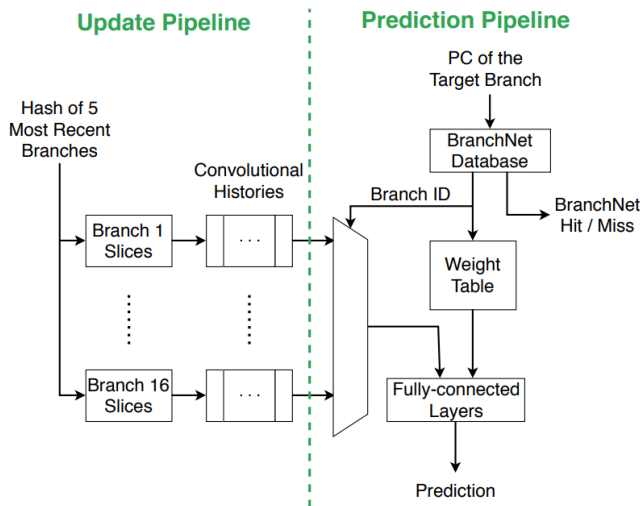 Update Pipeline
Prediction Pipeline
Hash of 5
Most Recent
Branches
PC of the
Target Branch
BranchNet
Database
Convolutional
Histories
Branch ID
BranchNet
Hit / Miss
Branch 1
Slices
...
Weight
Table
Branch 16
Slices
...
Fully-connected
Layers
Prediction